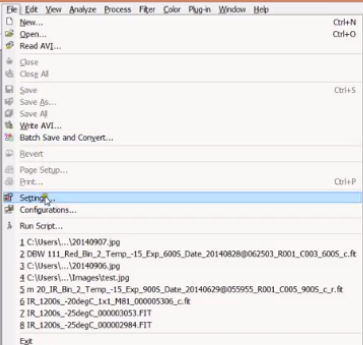 File Edit View Analyze Process Filter Color Plug-in Window Help
New... Ctrl+N
Open... Ctrl+O
Read AVI...
Close
Close All
Save Ctrl+S
Save As...
Save All
Write AVI...
Batch Save and Convert...
Revert
Page Setup...
Print... Ctrl+P
Settings...
Configurations...
Run Script...
1 C:\Users\...\20140907.jpg
2 DBW 111_Red_Bin_2_Temp_-15_Exp_600S_Date_20140828@062503_R001_C003_600S_c.fit
3 C:\Users\...\20140906.jpg
4 C:\Users\...\Images\test.jpg
5 m 20_IR_Bin_2_Temp_-15_Exp_900S_Date_20140629@055955_R001_C005_900S_c_r.fit
6 IR_1200s_-20degC_1x1_M81_000005306_c.fit
7 IR_1200s_-25degC_000003053.FIT
8 IR_1200s_-25degC_000002984.FIT
Exit